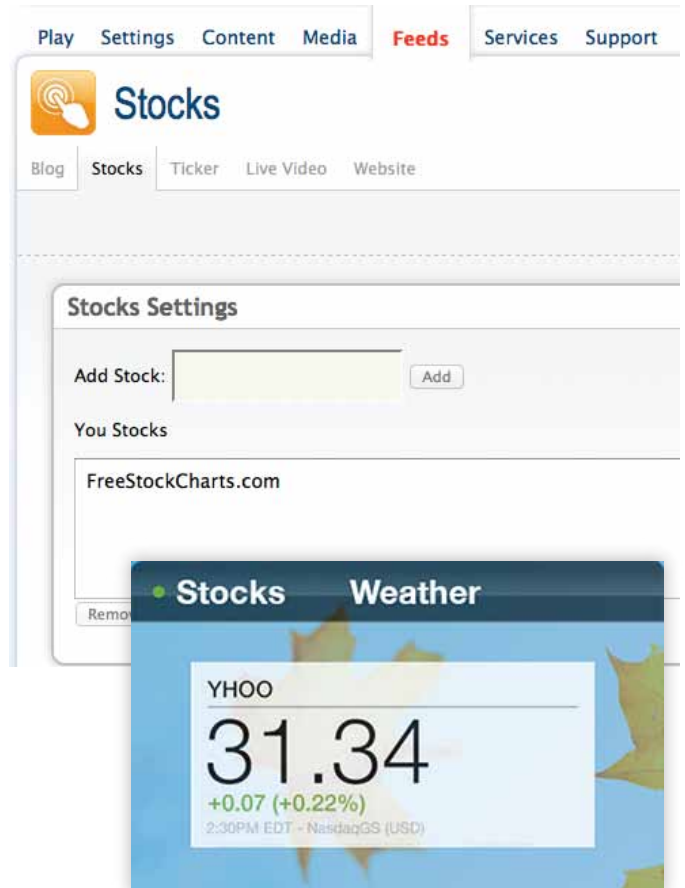 Play Settings Content Media Feeds Services Support
Stocks
Blog Stocks Ticker Live Video Website
Stocks Settings
Add Stock: Add
You Stocks
FreeStockCharts.com
Remov
Stocks Weather
YHOO
31.34
+0.07 (+0.22%)
2:30PM EDT - NasdaqGS (USD)